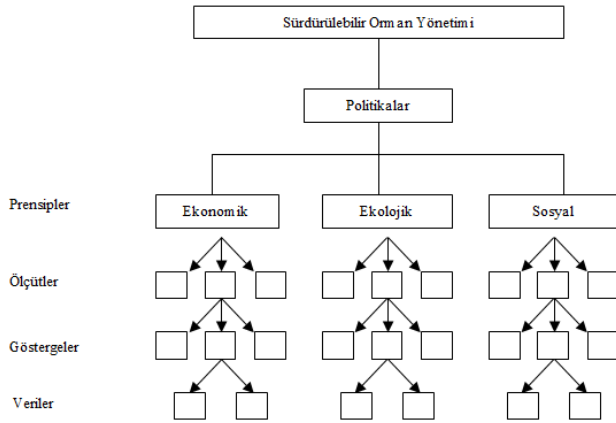 Sürdürülebilir Orman Yönetimi
Politikalar
Prensipler
Ekonomik
Ekolojik
Sosyal
Ölçütler
Göstergeler
Veriler